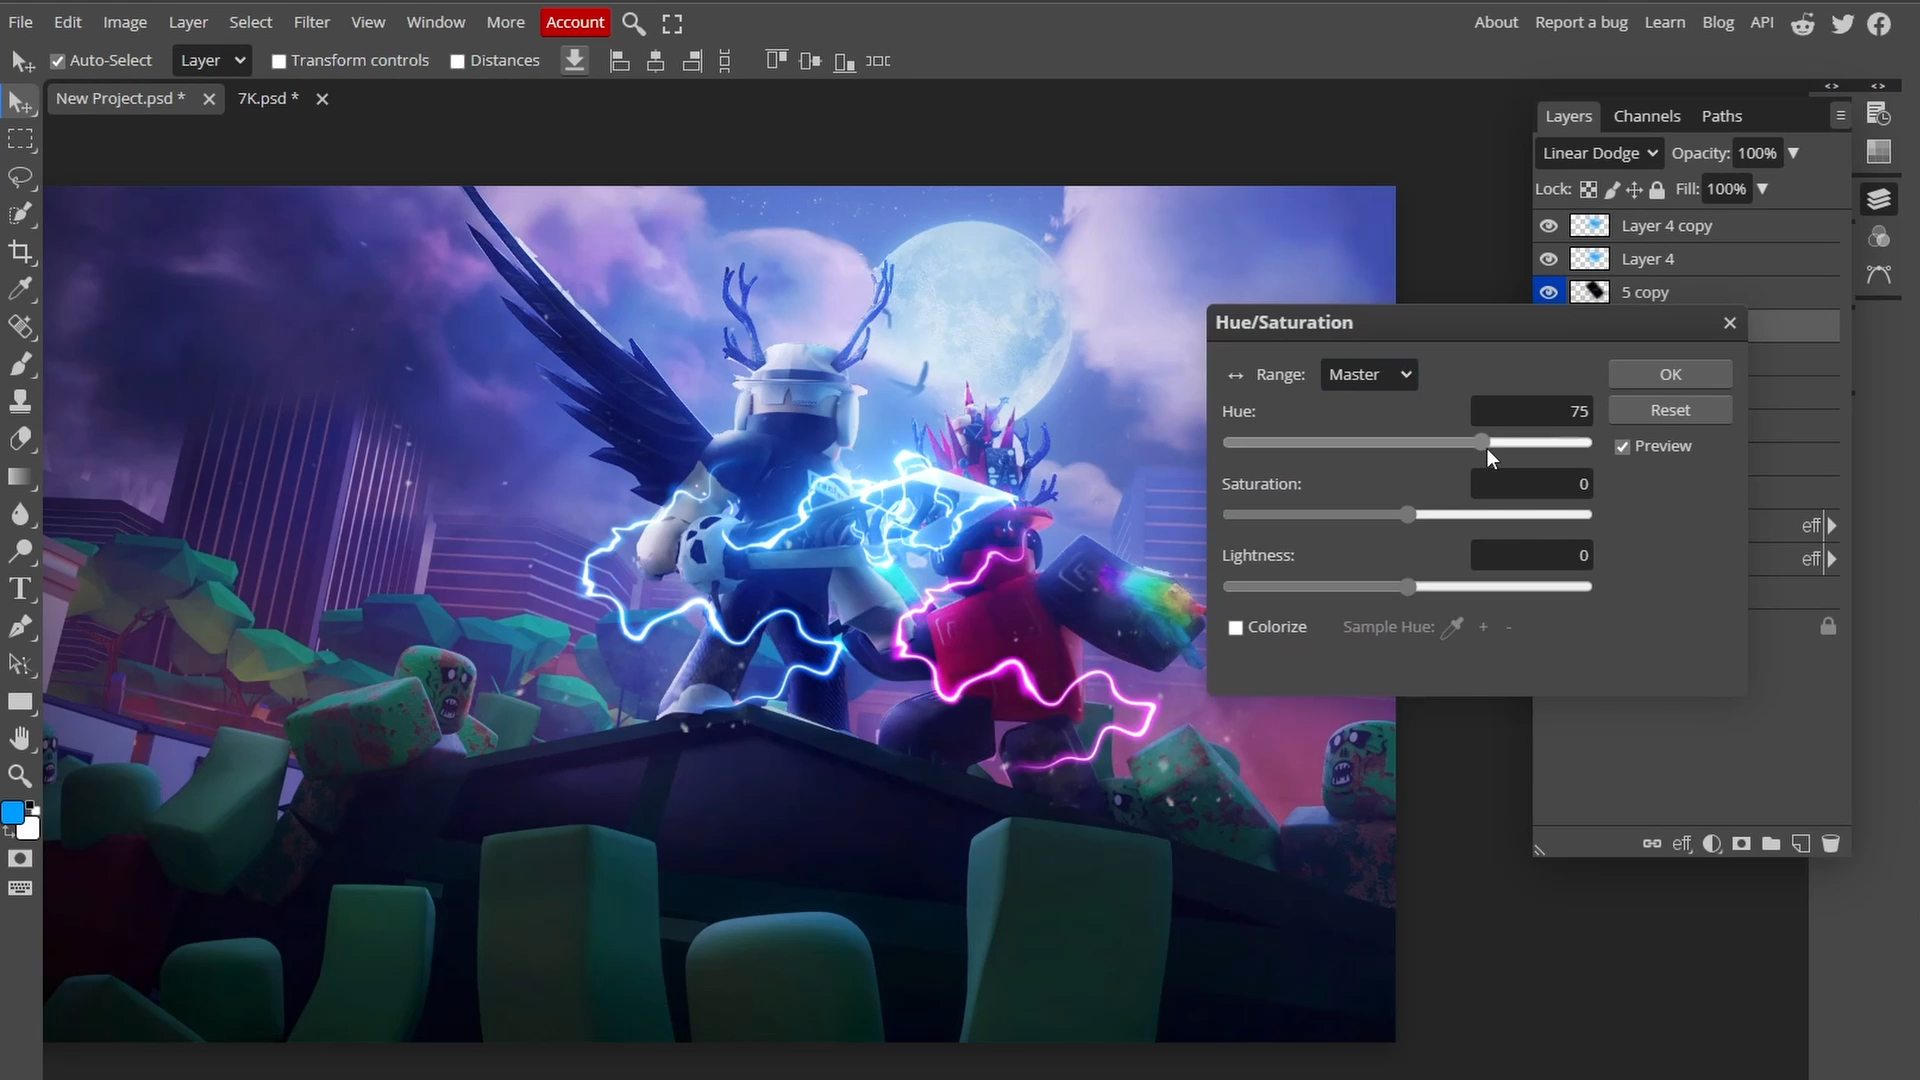 File Edit Image Layer Select Filter View Window More Account About Report a bug Learn Blog API
Auto-Select Layer Transform controls Distances
New Project.psd * 7K.psd *
Layers Channels Paths
Linear Dodge Opacity: 100%
Lock: Fill: 100%
Layer 4 copy
Layer 4
5 copy
Hue/Saturation
Range: Master OK
Hue: 75 Reset
Preview
Saturation: 0
Lightness: 0
Colorize Sample Hue: + -
eff
eff
eff